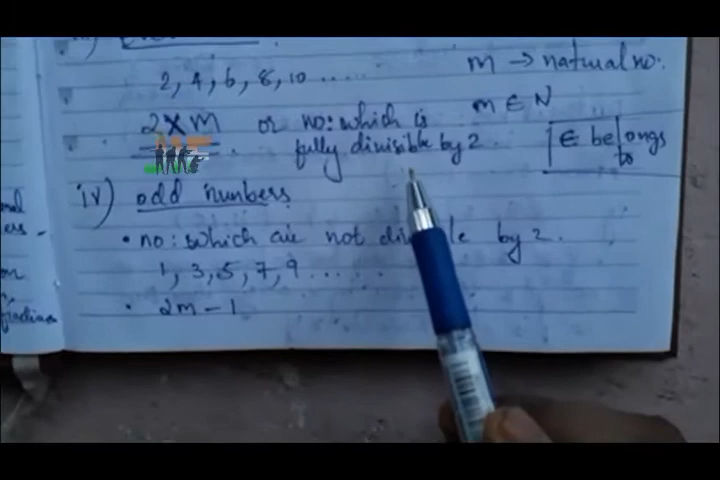 2, 4, 6, 8, 10 ......
m → natural no:.
2 x m or no: which is fully divisible by 2.
m ∈ N
∈ belongs to
iv) odd numbers
• no: which are not by 2.
1, 3, 5, 7, 9 ......
• 2m - 1